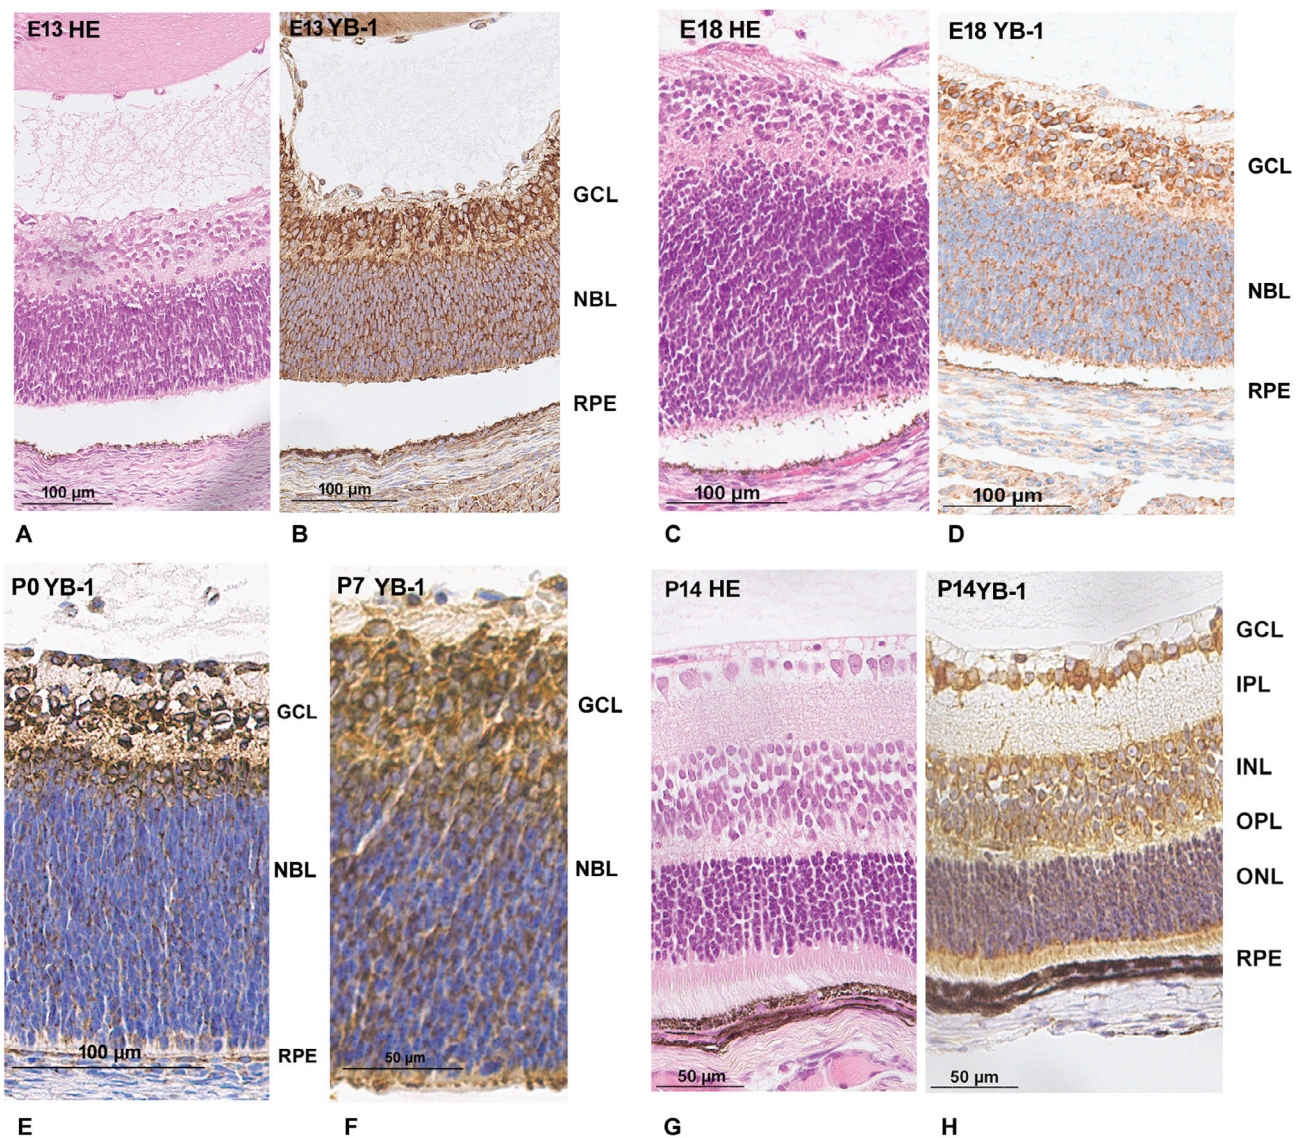 E13 HE
E13 YB-1
E18 HE
E18 YB-1
GCL
NBL
RPE
GCL
NBL
RPE
100 µm
100 µm
100 µm
100 µm
A
B
C
D
P0 YB-1
P7 YB-1
P14 HE
P14 YB-1
GCL
NBL
RPE
GCL
NBL
GCL
IPL
INL
OPL
ONL
RPE
100 µm
50 µm
50 µm
50 µm
E
F
G
H